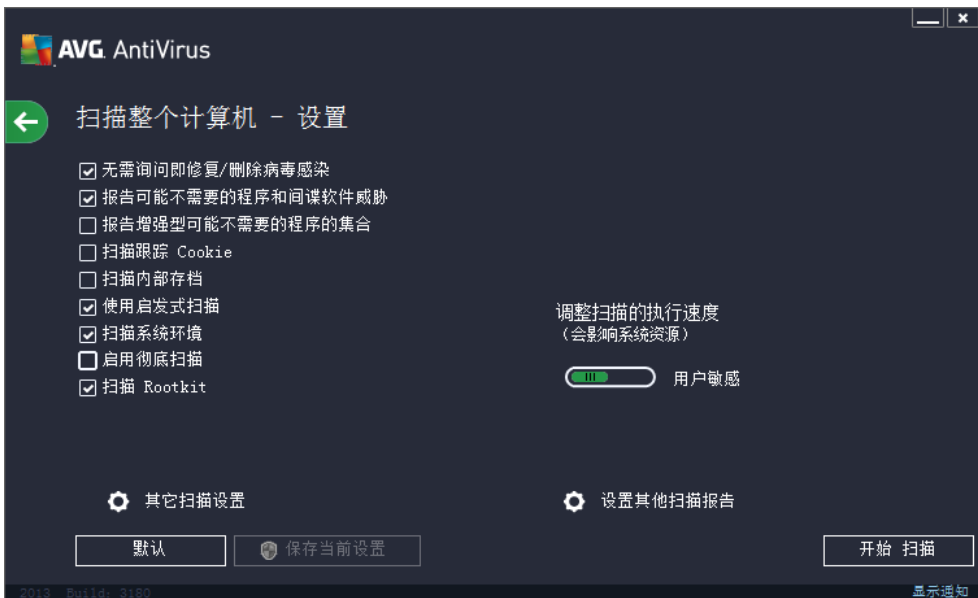 AVG. AntiVirus
扫描整个计算机 - 设置
无需询问即修复/删除病毒感染
报告可能不需要的程序和间谍软件威胁
报告增强型可能不需要的程序的集合
扫描跟踪 Cookie
扫描内部存档
使用启发式扫描
扫描系统环境
启用彻底扫描
扫描 Rootkit
调整扫描的执行速度
（会影响系统资源）
用户敏感
其它扫描设置
设置其他扫描报告
默认
保存当前设置
开始 扫描
2013 Build: 3180
显示通知